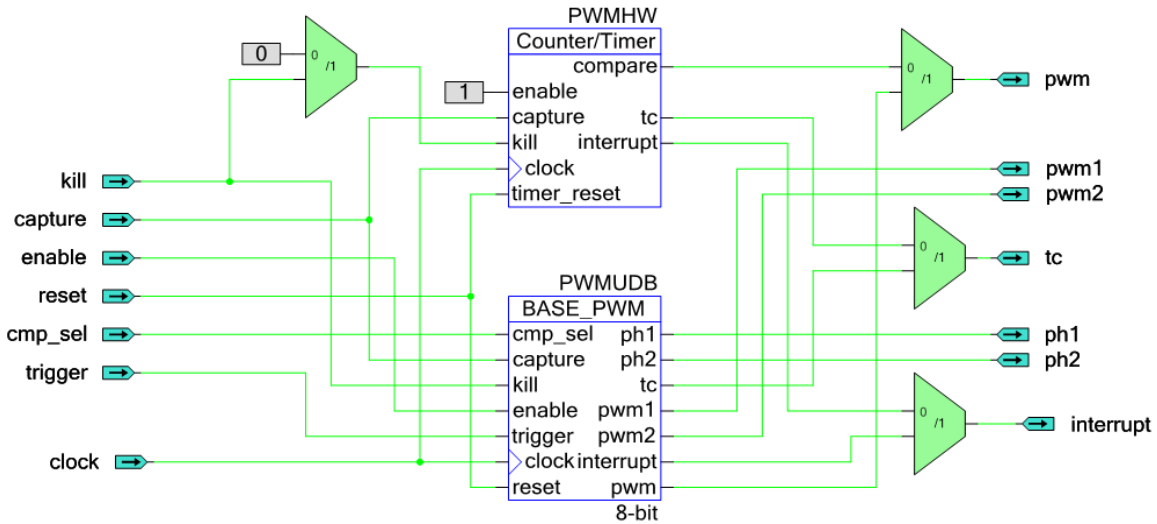 PWMHW
Counter/Timer
compare
enable
capture
tc
kill
interrupt
clock
timer_reset
0
0
/1
1
0
/1
pwm
pwm1
pwm2
0
/1
tc
kill
capture
enable
reset
cmp_sel
trigger
clock
PWMUDB
BASE_PWM
cmp_sel
ph1
capture
ph2
kill
tc
enable
pwm1
trigger
pwm2
clock
interrupt
reset
pwm
8-bit
ph1
ph2
0
/1
interrupt